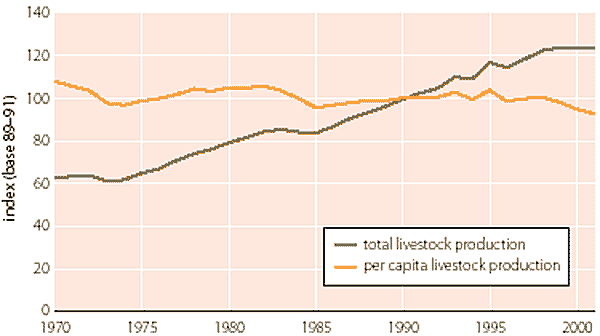 140
120
100
80
60
40
20
0
index (base 89–91)
total livestock production
per capita livestock production
1970 1975 1980 1985 1990 1995 2000